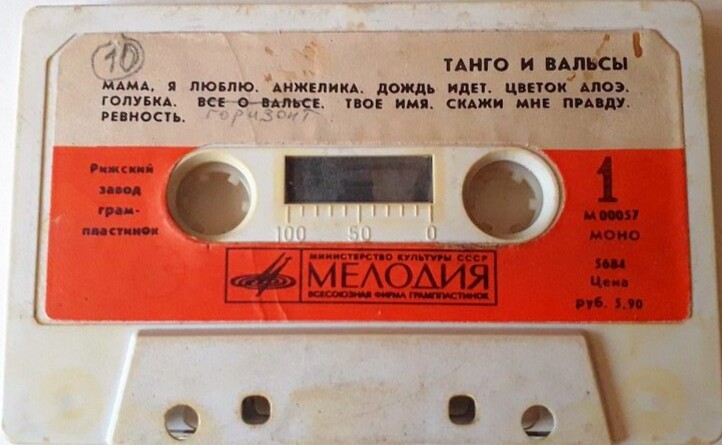 10
ТАНГО И ВАЛЬСЫ
МАМА, Я ЛЮБЛЮ. АНЖЕЛИКА. ДОЖДЬ ИДЕТ. ЦВЕТОК АЛОЭ.
ГОЛУБКА. ВСЕ О ВАЛЬСЕ. ТВОЕ ИМЯ. СКАЖИ МНЕ ПРАВДУ.
РЕВНОСТЬ. ГОРИЗОНТ
Рижский
завод
грам-
пластинок
1
М 00057
МОНО
5684
Цена
руб. 5.90
100 50 0
МИНИСТЕРСТВО КУЛЬТУРЫ СССР
МЕЛОДИЯ
ВСЕСОЮЗНАЯ ФИРМА ГРАМПЛАСТИНОК